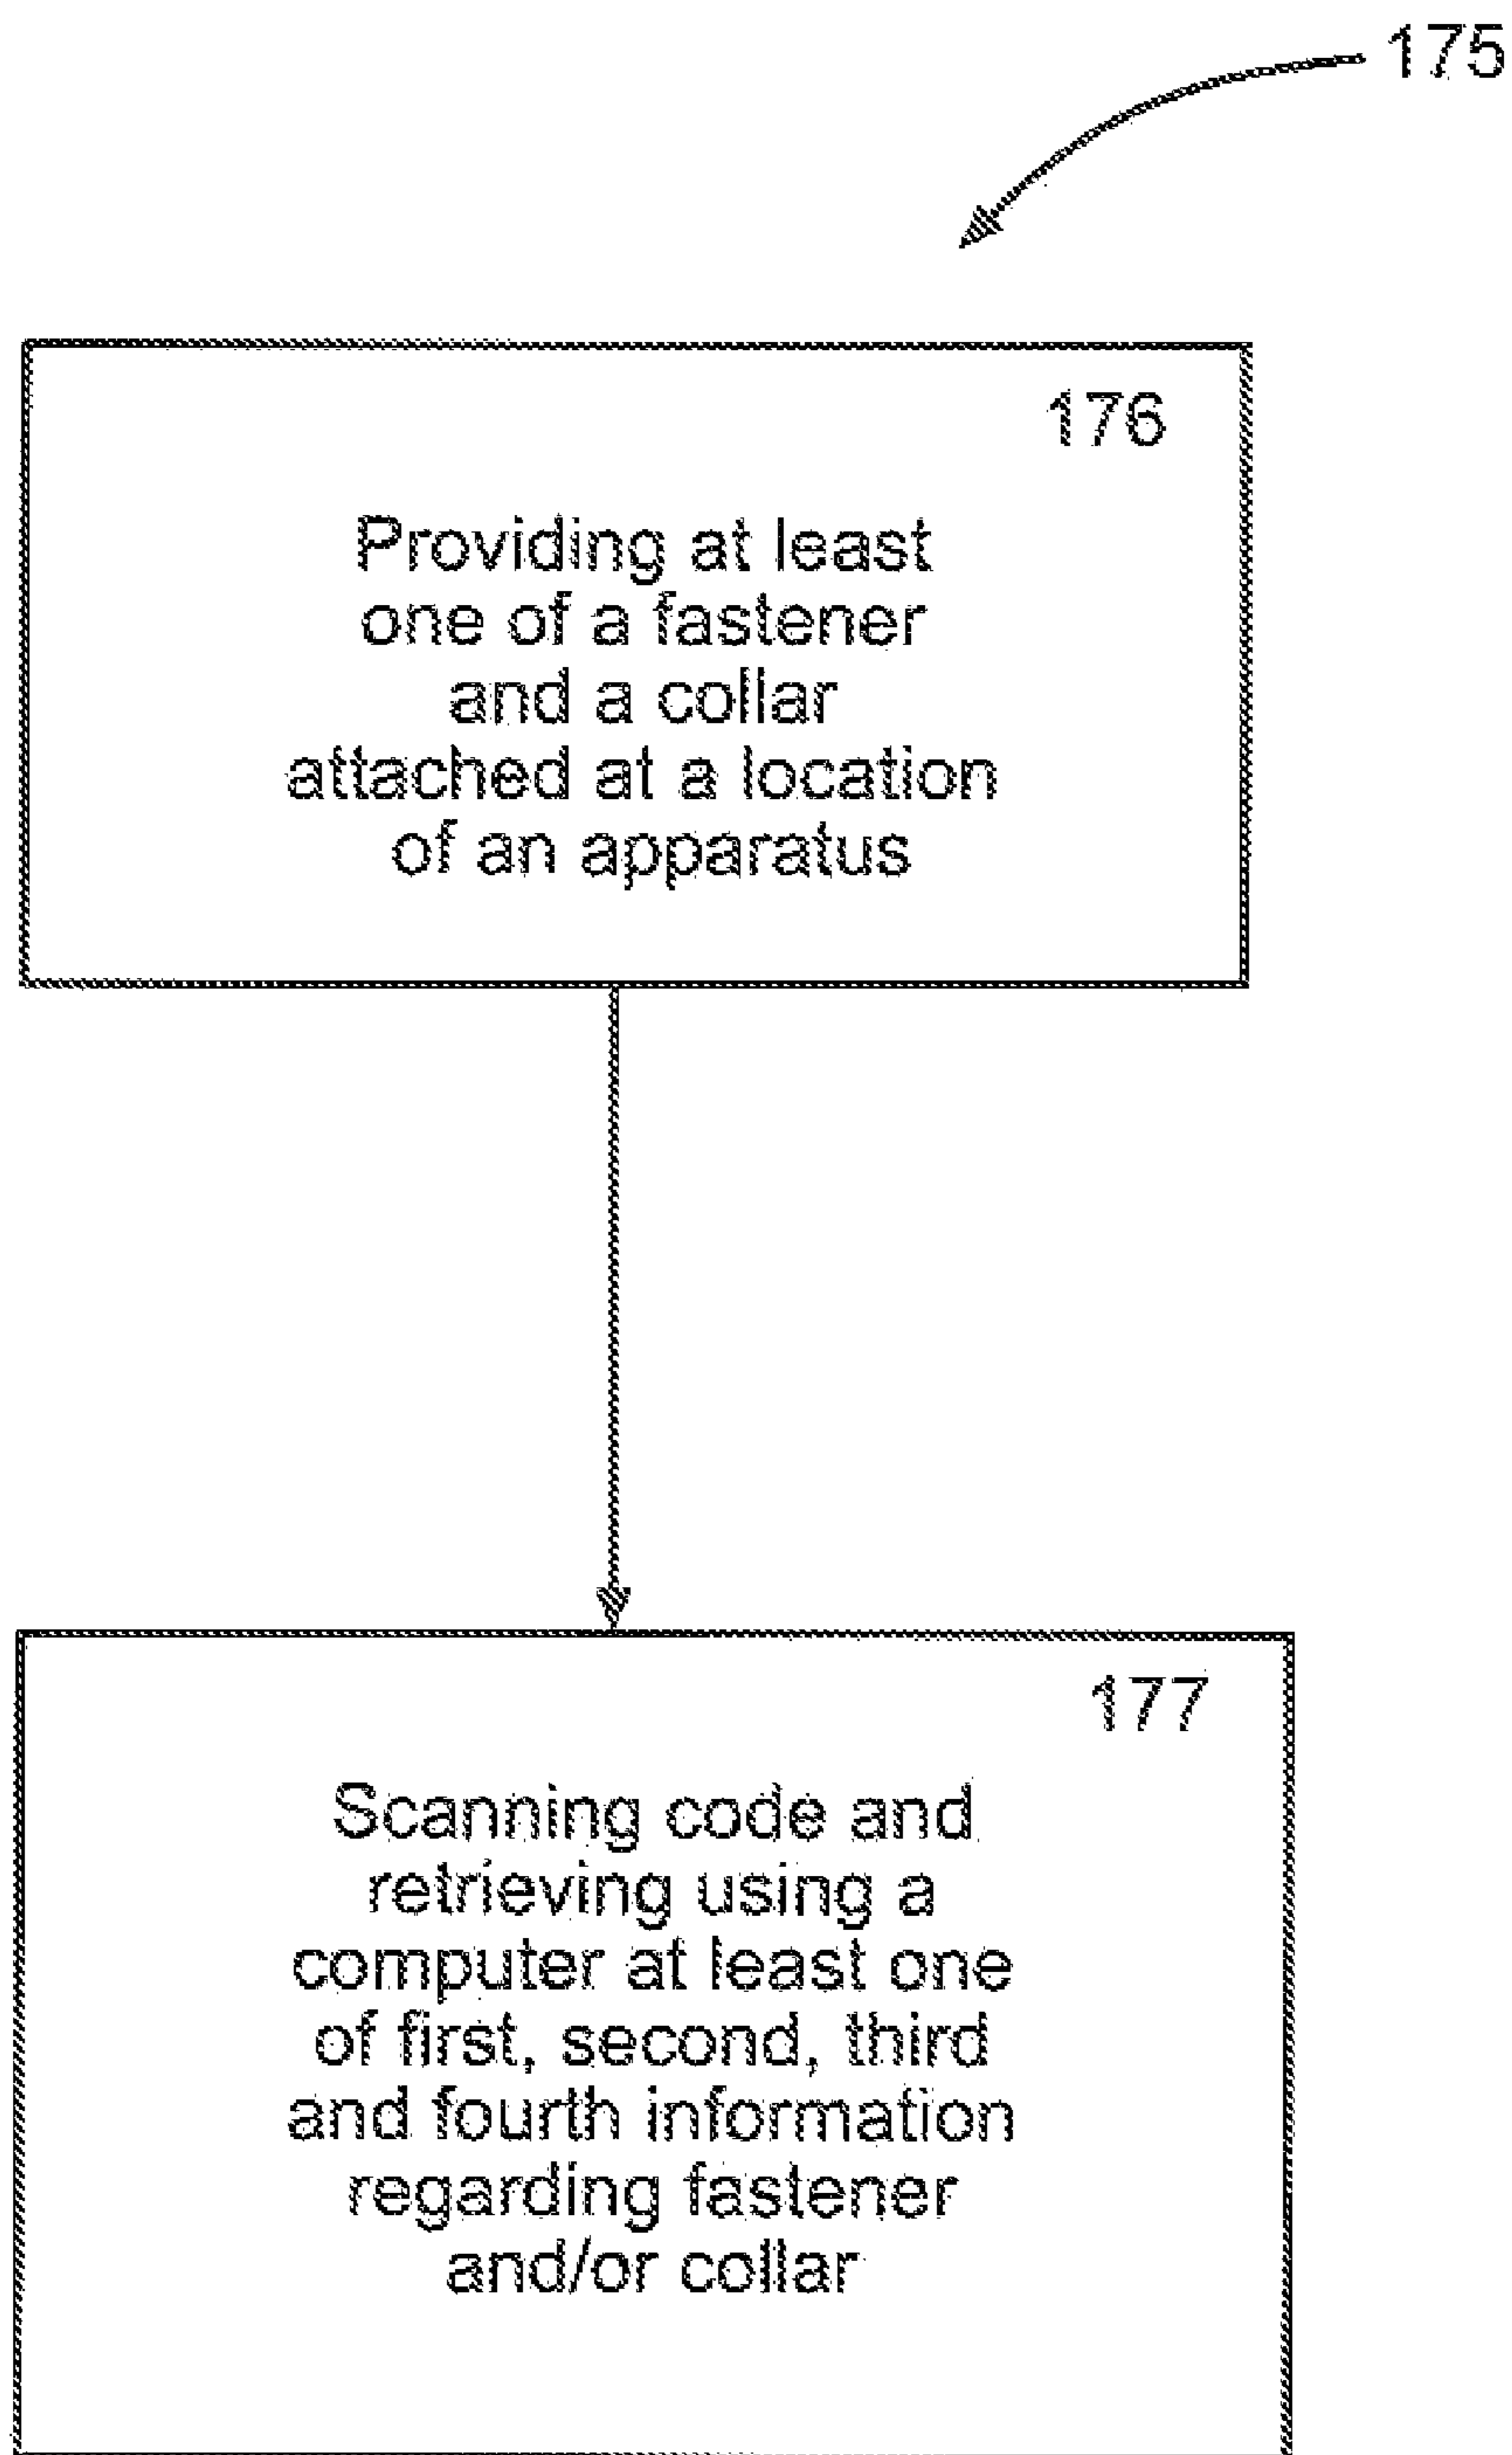 175
176
Providing at least
one of a fastener
and a collar
attached at a location
of an apparatus
177
Scanning code and
retrieving using a
computer at least one
of first, second, third
and fourth information
regarding fastener
and/or collar